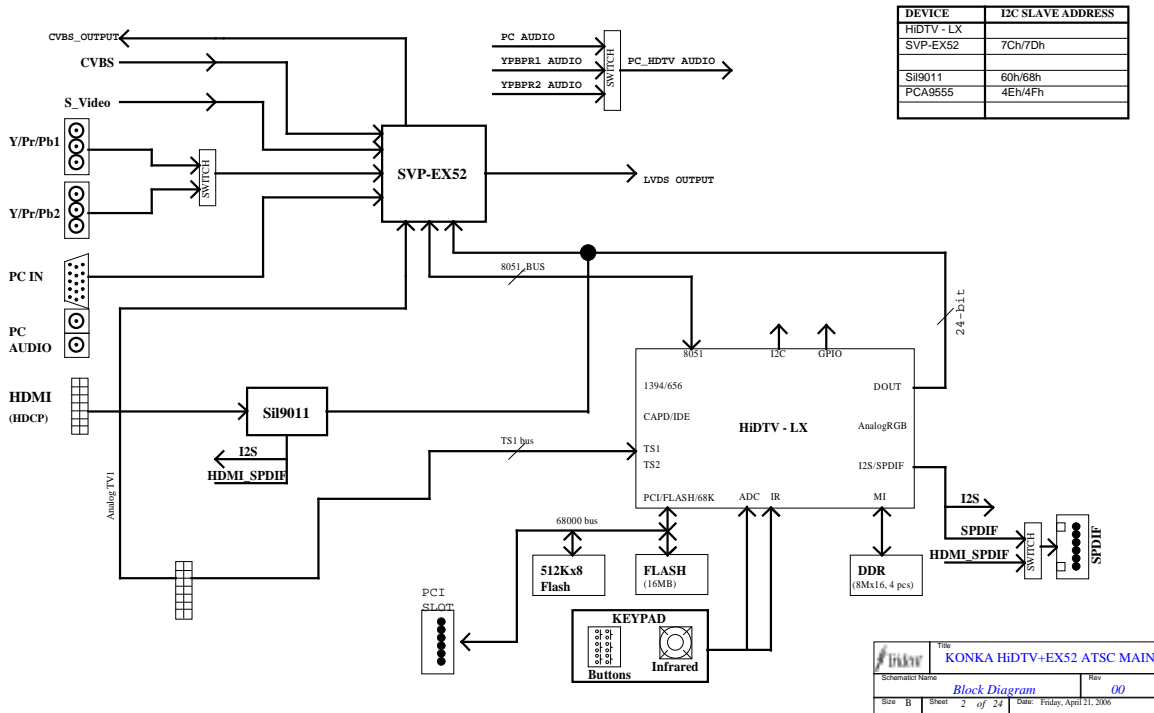 DEVICE I2C SLAVE ADDRESS
HiDTV - LX
SVP-EX52 7Ch/7Dh
Sil9011 60h/68h
PCA9555 4Eh/4Fh
CVBS_OUTPUT
CVBS
S_Video
Y/Pr/Pb1
Y/Pr/Pb2
SWITCH
PC IN
PC
AUDIO
HDMI
(HDCP)
PC AUDIO
YPBPR1 AUDIO
YPBPR2 AUDIO
SWITCH
PC_HDTV AUDIO
SVP-EX52
LVDS OUTPUT
8051_BUS
24-bit
Sil9011
I2S
HDMI_SPDIF
Analog TV1
TS1 bus
8051
I2C
GPIO
1394/656
DOUT
CAPD/IDE
HiDTV - LX
AnalogRGB
TS1
TS2
I2S/SPDIF
PCI/FLASH/68K
ADC
IR
MI
68000 bus
I2S
SPDIF
HDMI_SPDIF
SWITCH
SPDIF
512Kx8
Flash
FLASH
(16MB)
DDR
(8Mx16, 4 pcs)
PCI
SLOT
KEYPAD
Buttons
Infrared
Trident
Title
KONKA HiDTV+EX52 ATSC MAIN
Schematict Name
Block Diagram
Rev
00
Size B Sheet 2 of 24 Date: Friday, April 21, 2006